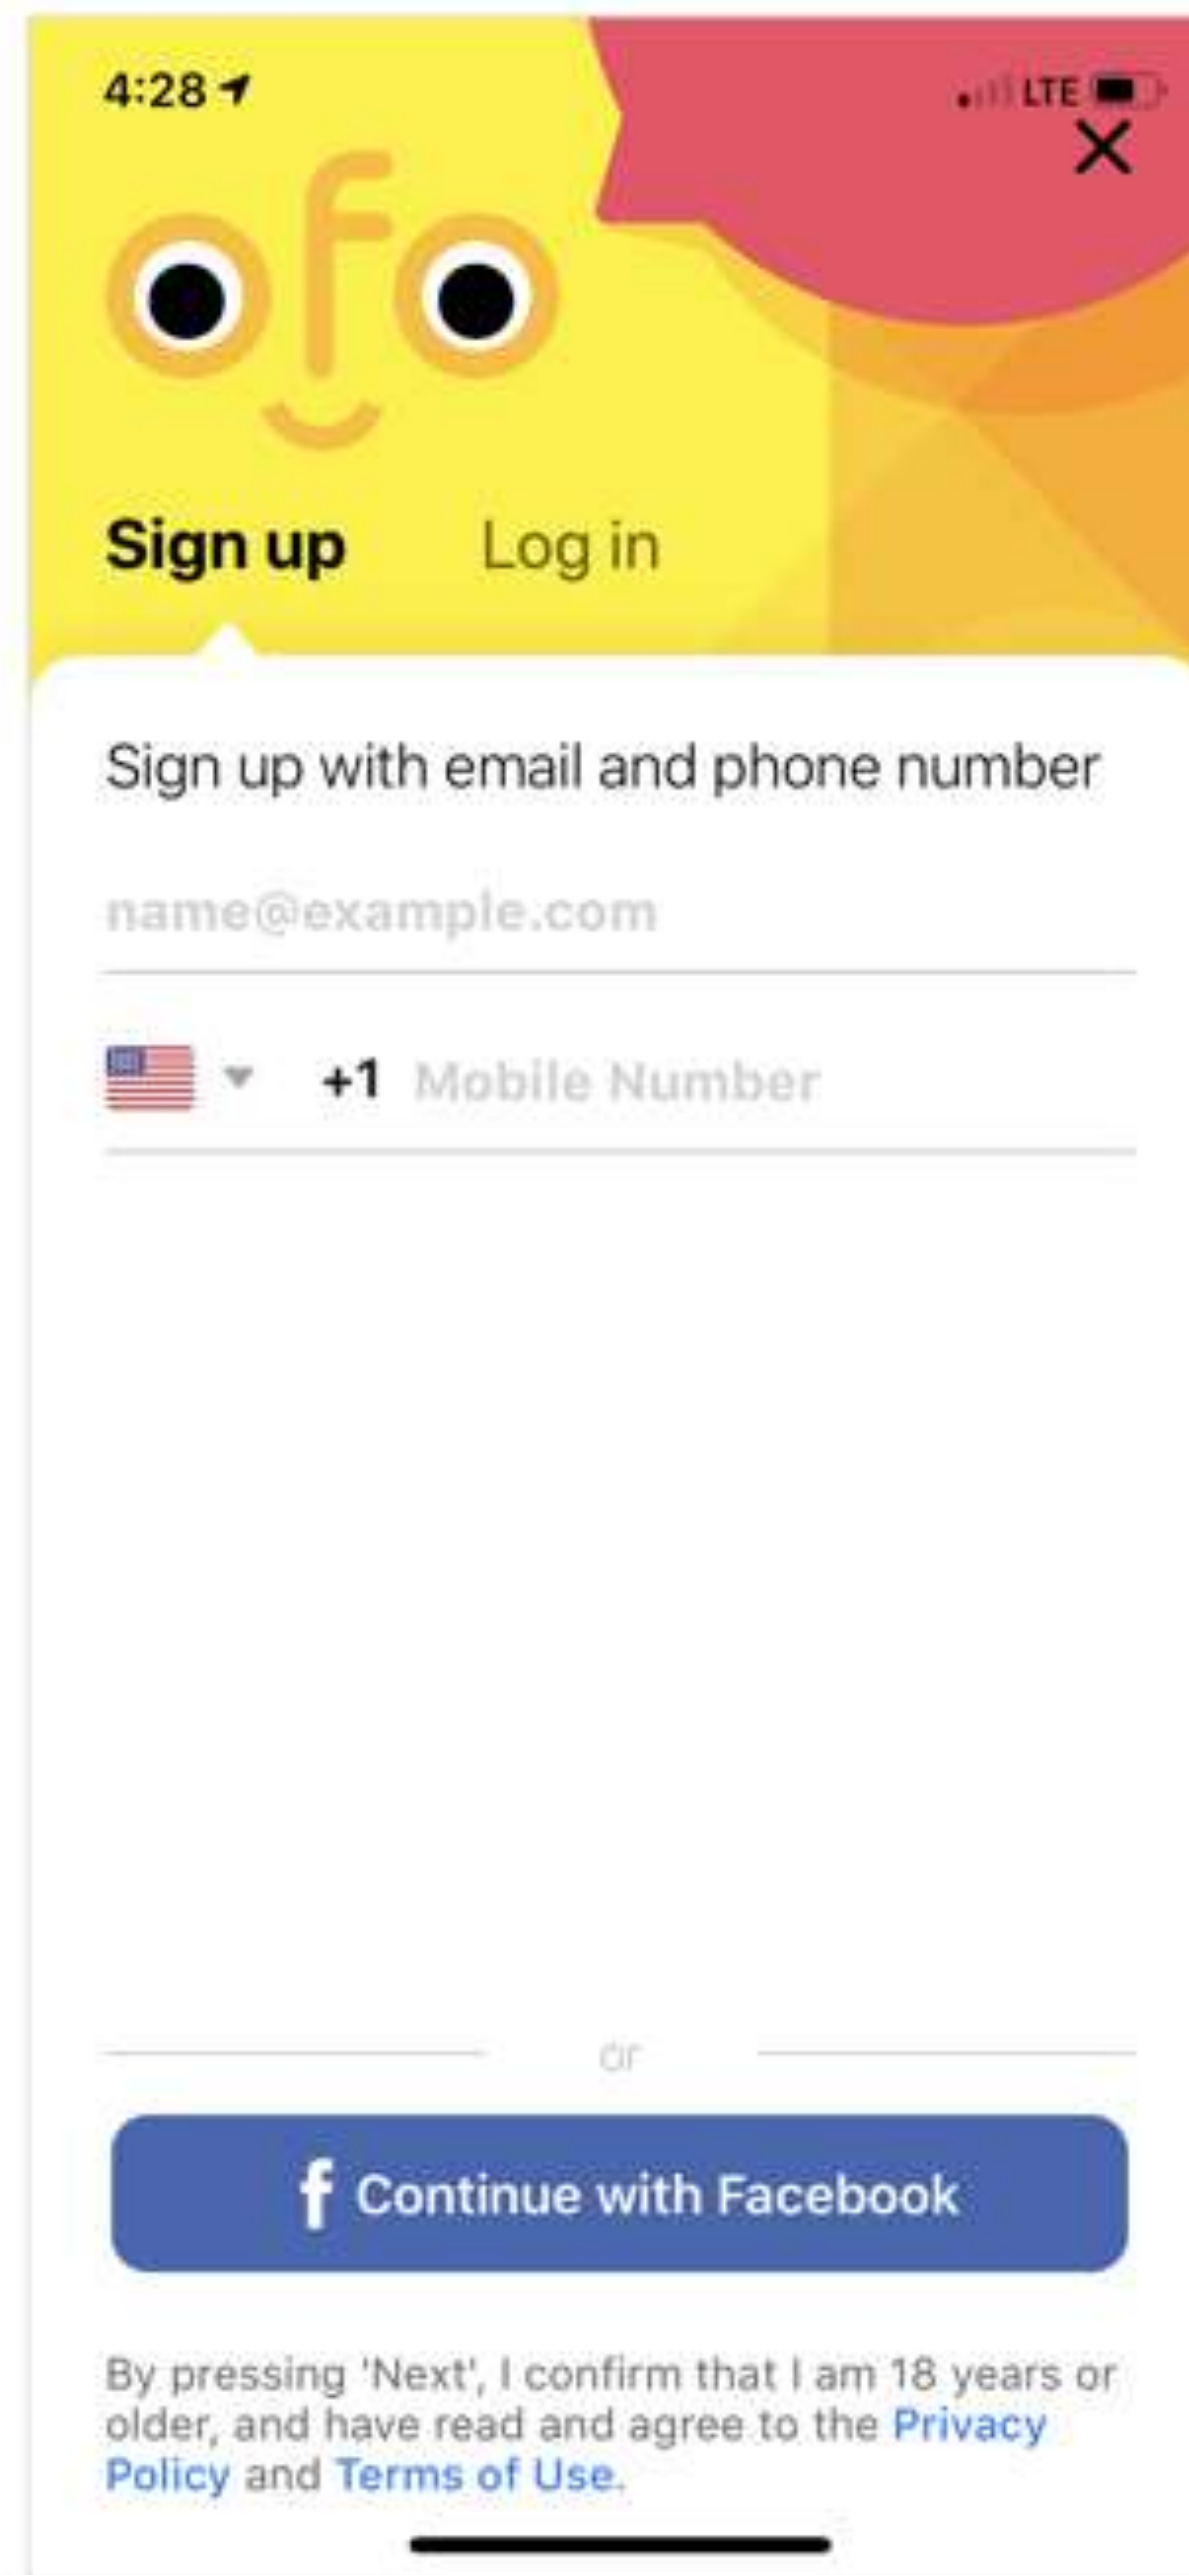 4:28
LTE
ofo
Sign up Log in
Sign up with email and phone number
name@example.com
+1 Mobile Number
or
f Continue with Facebook
By pressing 'Next', I confirm that I am 18 years or
older, and have read and agree to the Privacy
Policy and Terms of Use.